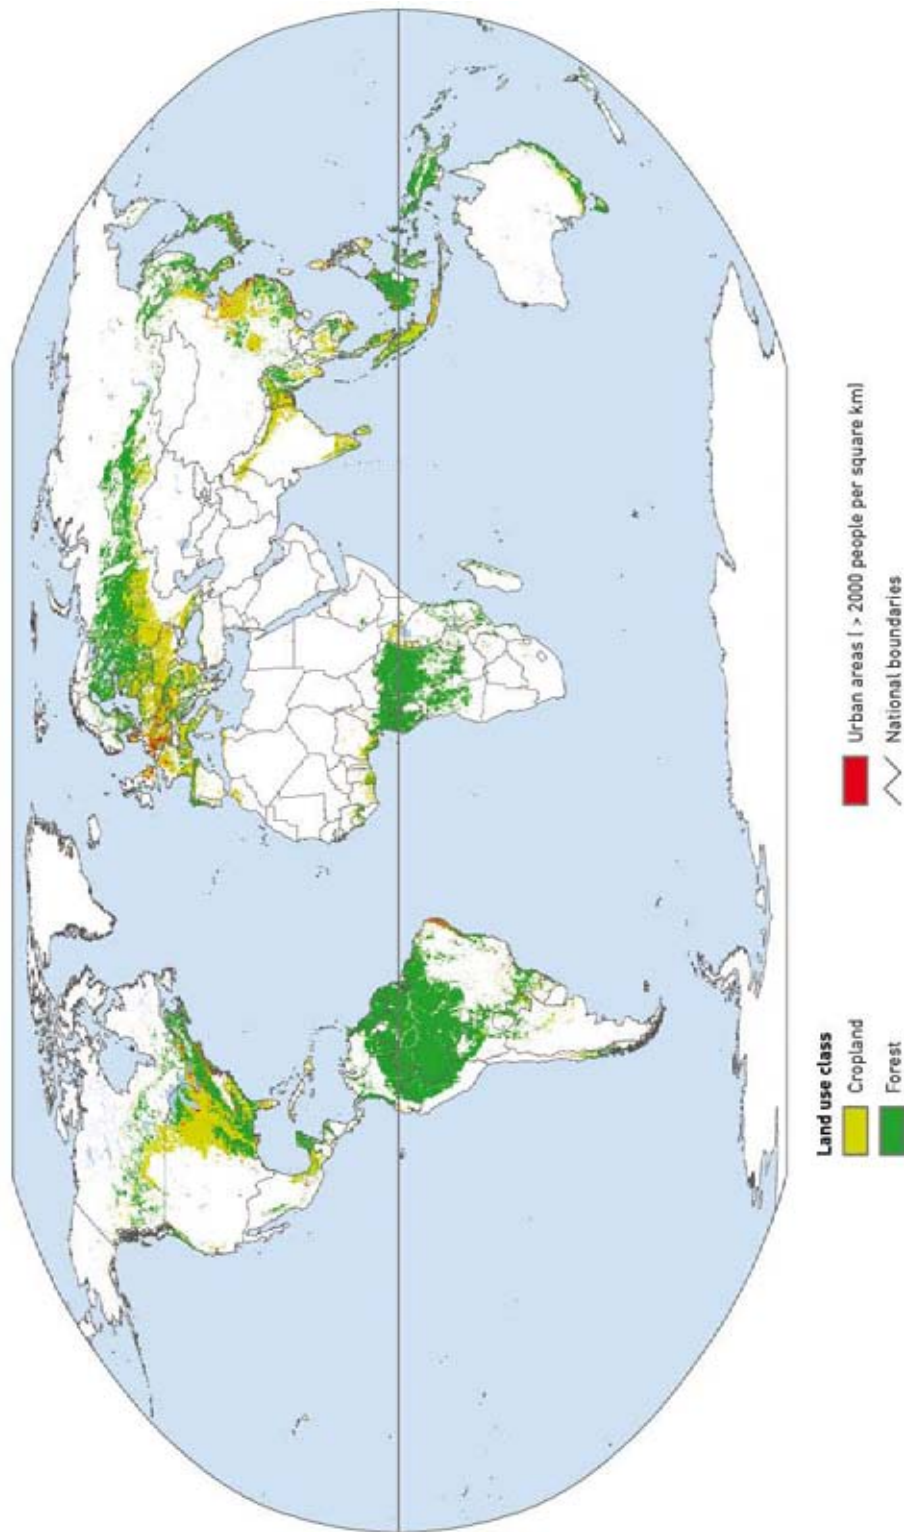 Land use class
Cropland
Forest
Urban areas ( > 2000 people per square km)
National boundaries